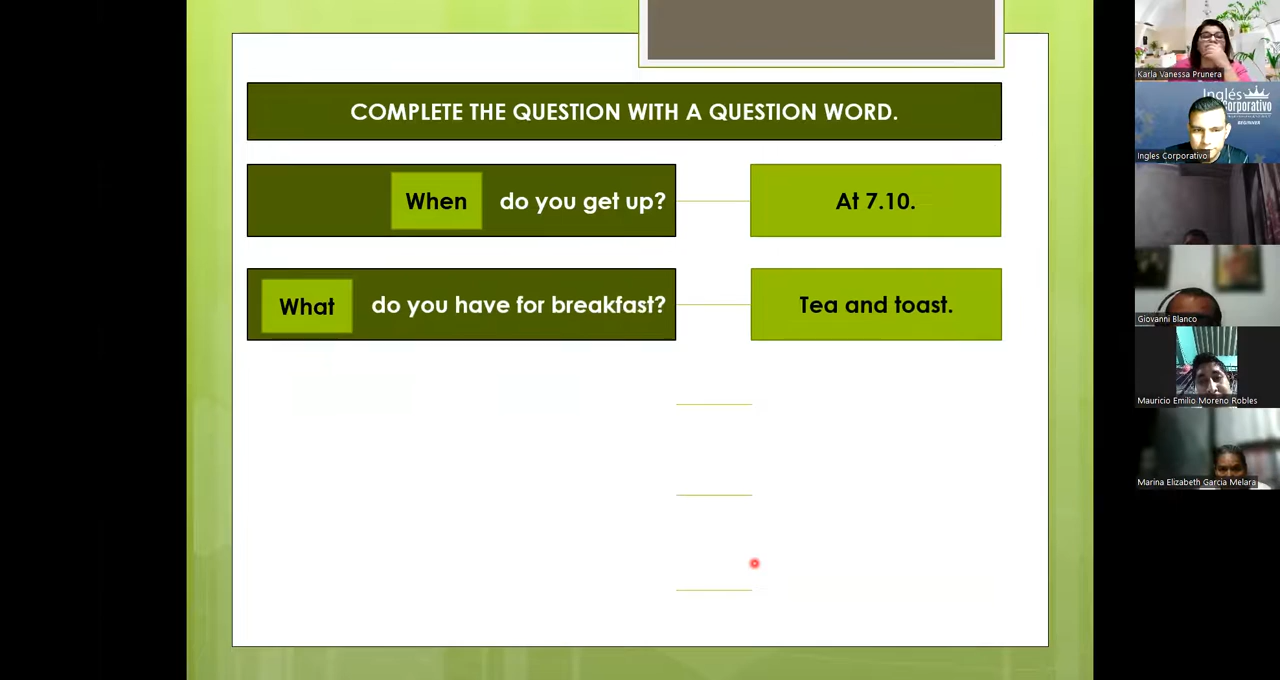 COMPLETE THE QUESTION WITH A QUESTION WORD.
When do you get up?
At 7.10.
What do you have for breakfast?
Tea and toast.
Karla Vanessa Prunera
Inglés
Corporativo
BEGINNER
Ingles Corporativo
Giovanni Blanco
Mauricio Emilio Moreno Robles
Marina Elizabeth Garcia Melara